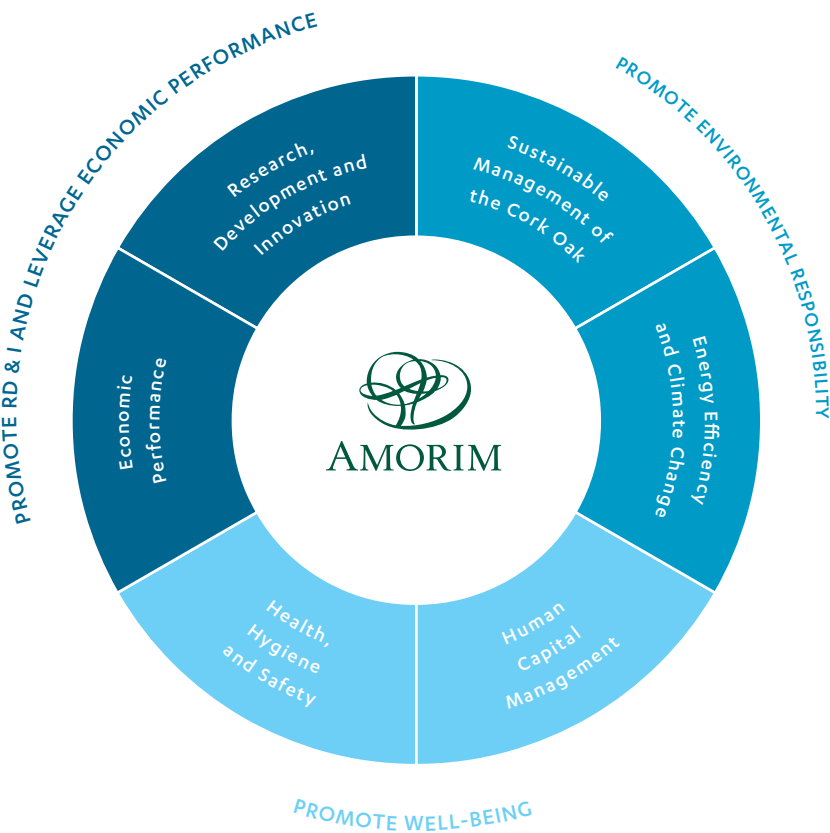 PROMOTE RD & I AND LEVERAGE ECONOMIC PERFORMANCE
PROMOTE ENVIRONMENTAL RESPONSIBILITY
Research,
Development and
Innovation
Sustainable
Management of
the Cork Oak
Economic
Performance
Energy Efficiency
and Climate Change
AMORIM
Health,
Hygiene
and Safety
Human
Capital
Management
PROMOTE WELL-BEING